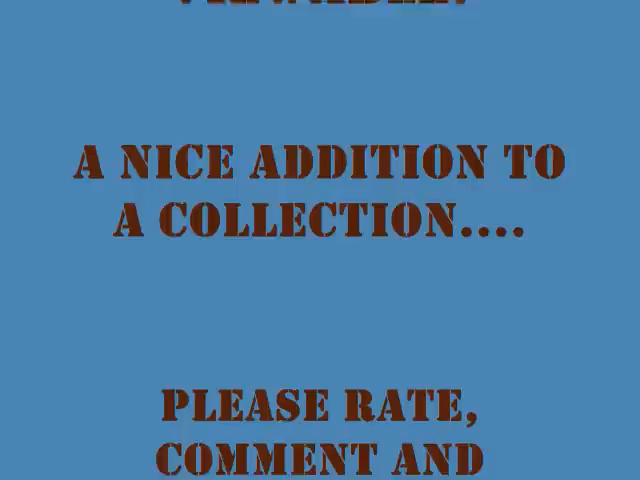 A NICE ADDITION TO
A COLLECTION....
PLEASE RATE,
COMMENT AND